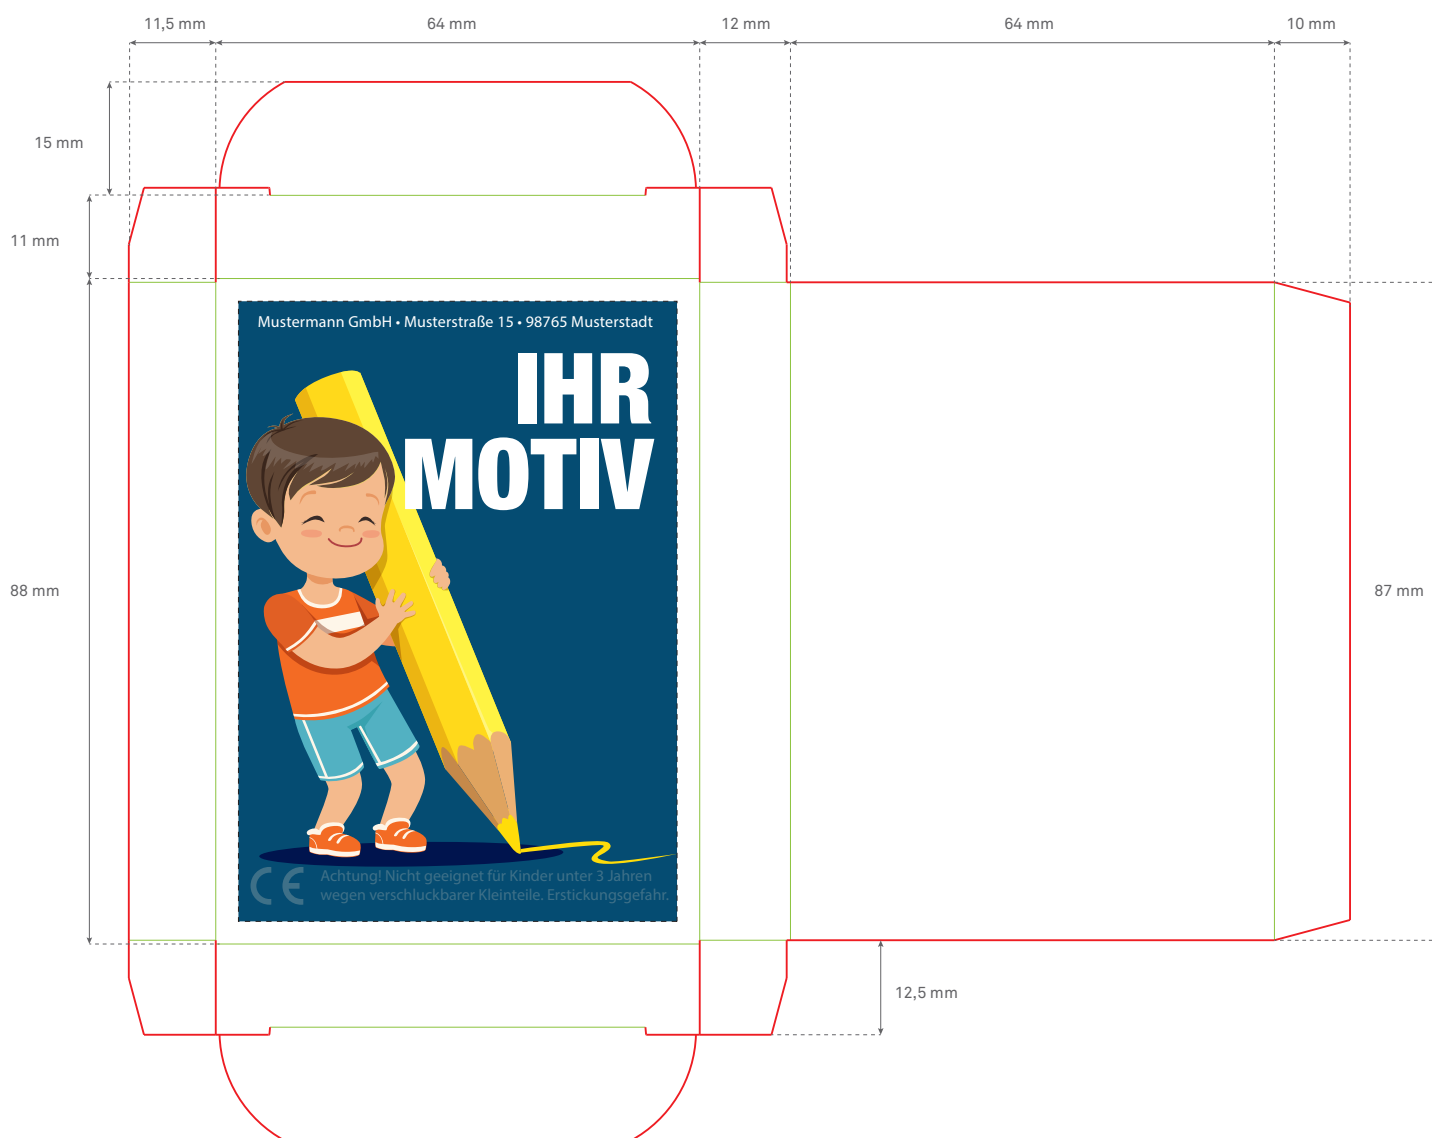 11,5 mm
64 mm
12 mm
64 mm
10 mm
15 mm
11 mm
Mustermann GmbH • Musterstraße 15 • 98765 Musterstadt
IHR
MOTIV
88 mm
87 mm
CE
Achtung! Nicht geeignet für Kinder unter 3 Jahren
wegen verschluckbarer Kleinteile. Erstickungsgefahr.
12,5 mm